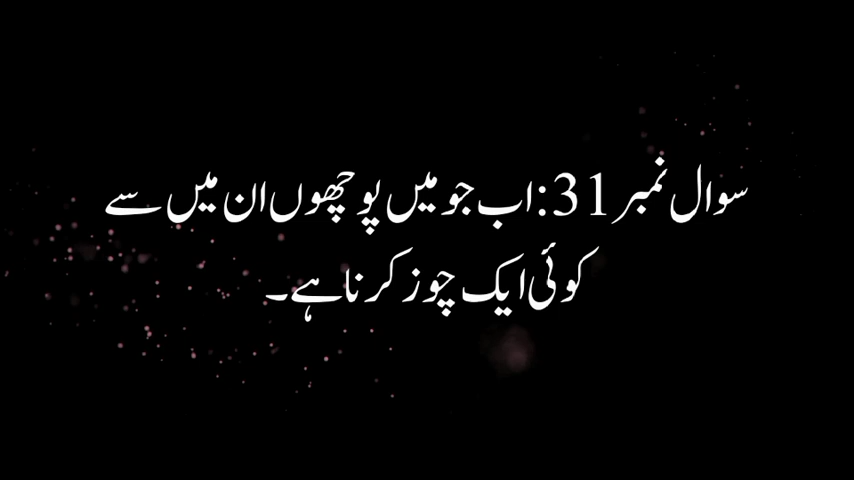 سوال نمبر 31: اب جو میں پوچھوں ان میں سے
کوئی ایک چوز کرنا ہے۔